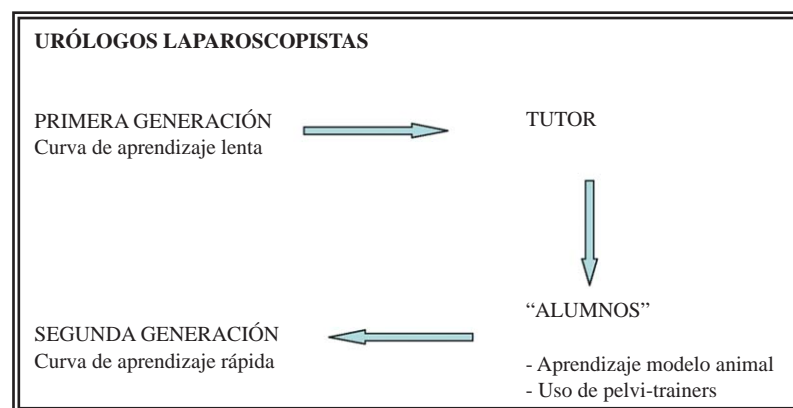 URÓLOGOS LAPAROSCOPISTAS
PRIMERA GENERACIÓN
Curva de aprendizaje lenta
TUTOR
“ALUMNOS”
- Aprendizaje modelo animal
- Uso de pelvi-trainers
SEGUNDA GENERACIÓN
Curva de aprendizaje rápida